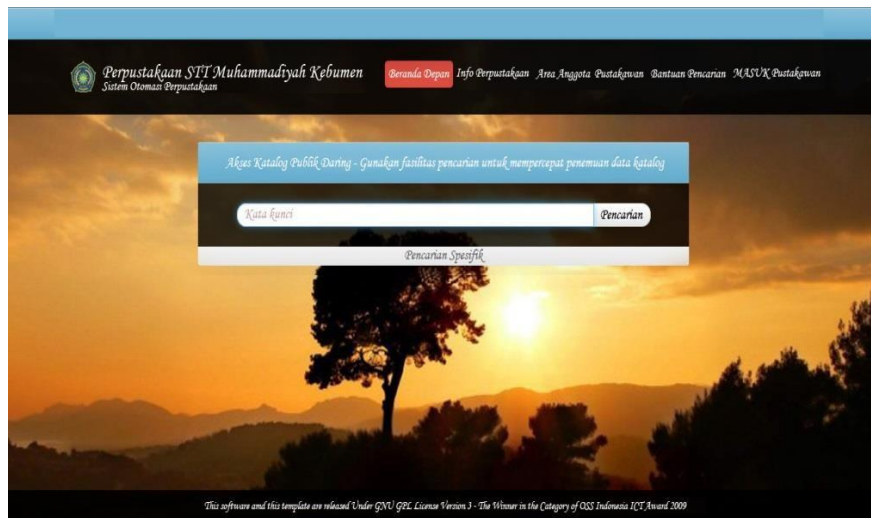 Perpustakaan STT Muhammadiyah Kebumen
Sistem Otomasi Perpustakaan
Beranda Depan Info Perpustakaan Area Anggota Pustakawan Bantuan Pencarian MASUK Pustakawan
Akses Katalog Publik Daring - Gunakan fasilitas pencarian untuk mempercepat penemuan data katalog
Kata kunci Pencarian
Pencarian Spesifik
This software and this template are released Under GNU GPL License Version 3 - The Winner in the Category of OSS Indonesia ICT Award 2009